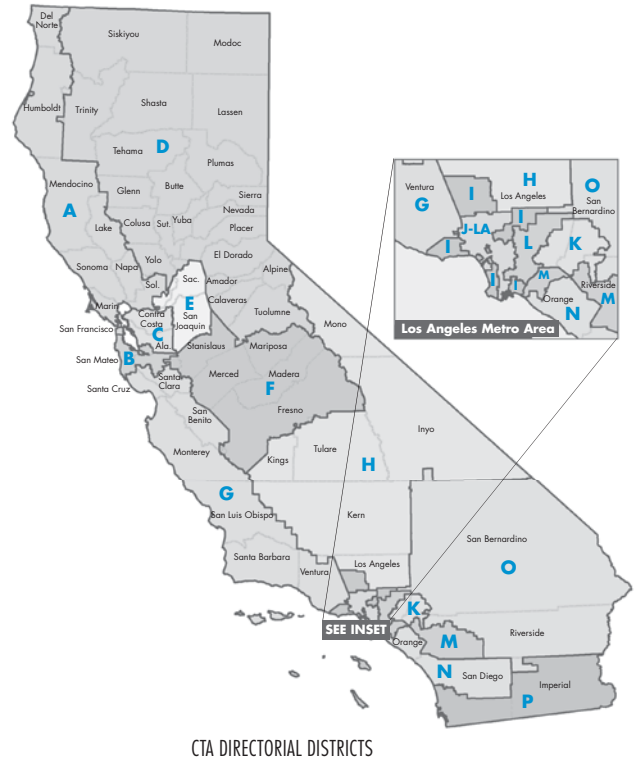 Del
Norte
Siskiyou
Modoc
Humboldt
Trinity
Shasta
Lassen
Tehama
D
Plumas
Mendocino
Glenn
Butte
Sierra
A
Lake
Colusa
Sut.
Yuba
Nevada
Placer
Sonoma
Napa
Yolo
El Dorado
Sol.
Sac.
Amador
Alpine
Marin
E
Calaveras
Contra
Costa
San
Joaquin
Tuolumne
Mono
San Francisco
C
Ala.
Stanislaus
Mariposa
San Mateo
B
Santa
Clara
Merced
Madera
Santa Cruz
F
Fresno
San
Benito
Inyo
Monterey
Kings
Tulare
H
G
San Luis Obispo
Kern
San Bernardino
Santa Barbara
Ventura
Los Angeles
O
K
SEE INSET
Orange
M
Riverside
N
San Diego
Imperial
P
Ventura
G
I
H
Los Angeles
O
San
Bernardino
I
J-LA
I
L
K
I
I
M
Riverside
M
Orange
N
Los Angeles Metro Area
CTA DIRECTORIAL DISTRICTS